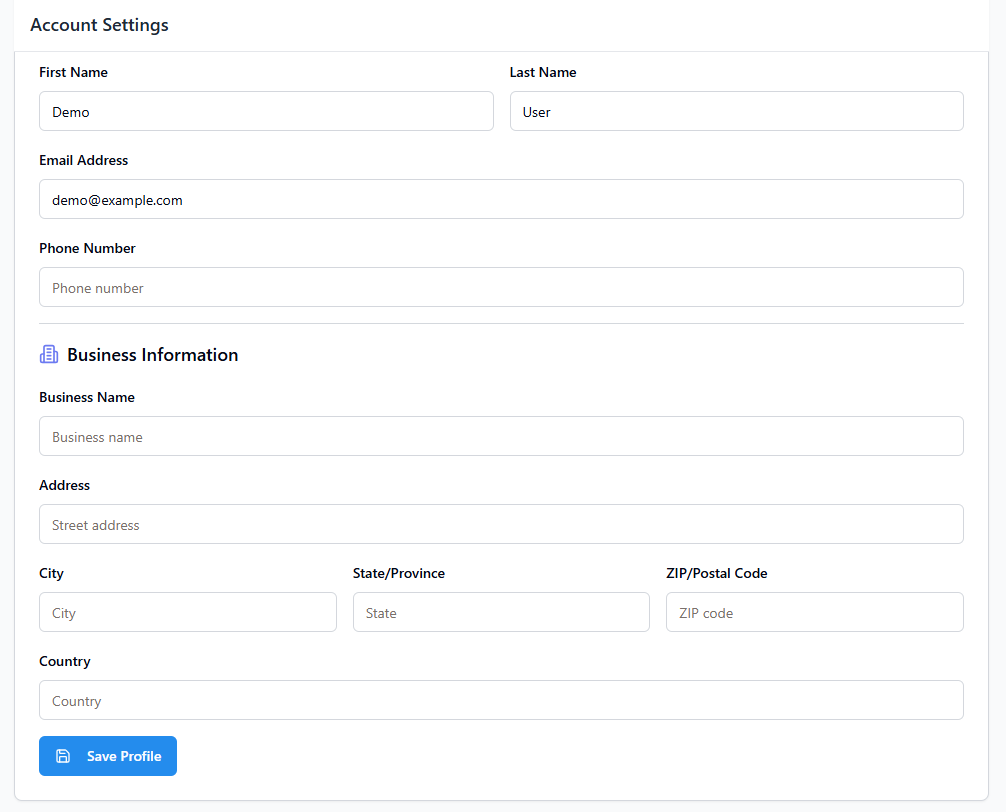 Account Settings
First Name Last Name
Demo User
Email Address
demo@example.com
Phone Number
Phone number
Business Information
Business Name
Business name
Address
Street address
City State/Province ZIP/Postal Code
City State ZIP code
Country
Country
Save Profile